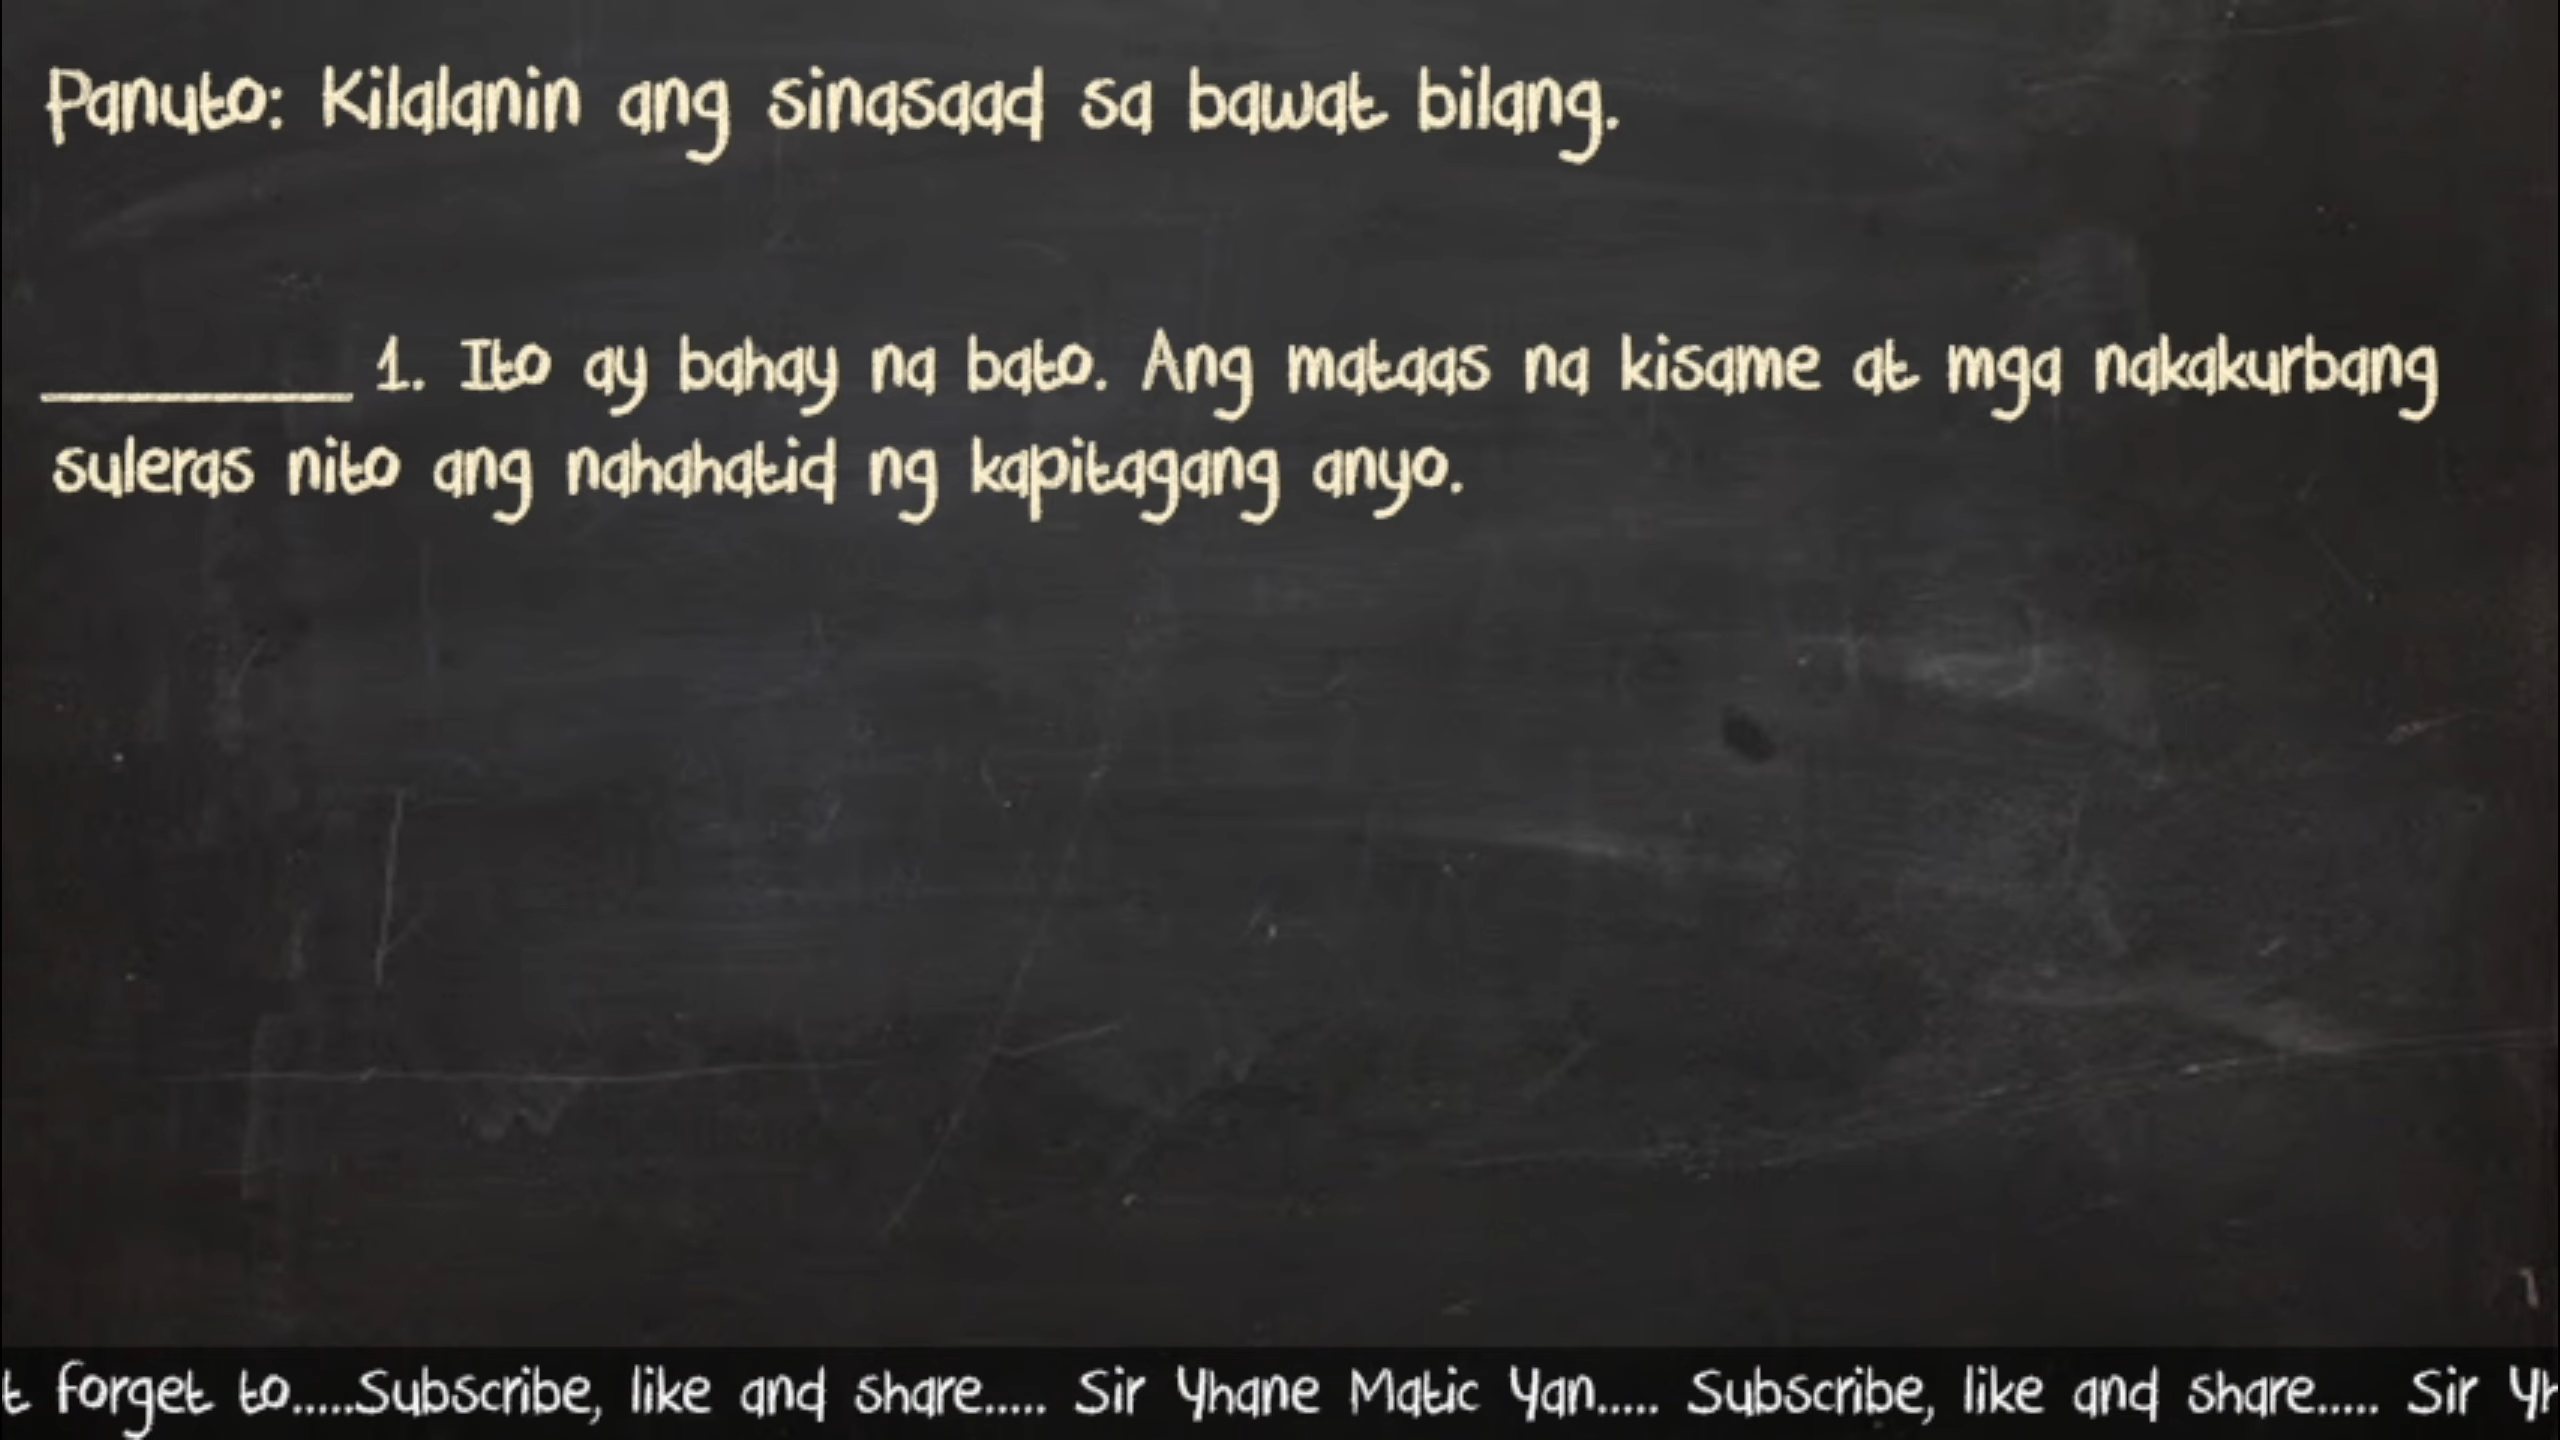 Panuto: Kilalanin ang sinasaad sa bawat bilang.
__________ 1. Ito ay bahay na bato. Ang mataas na kisame at mga nakakurbang
suleras nito ang nahahatid ng kapitagang anyo.
t forget to.....Subscribe, like and share..... Sir Yhane Matic Yan..... Subscribe, like and share..... Sir Yh